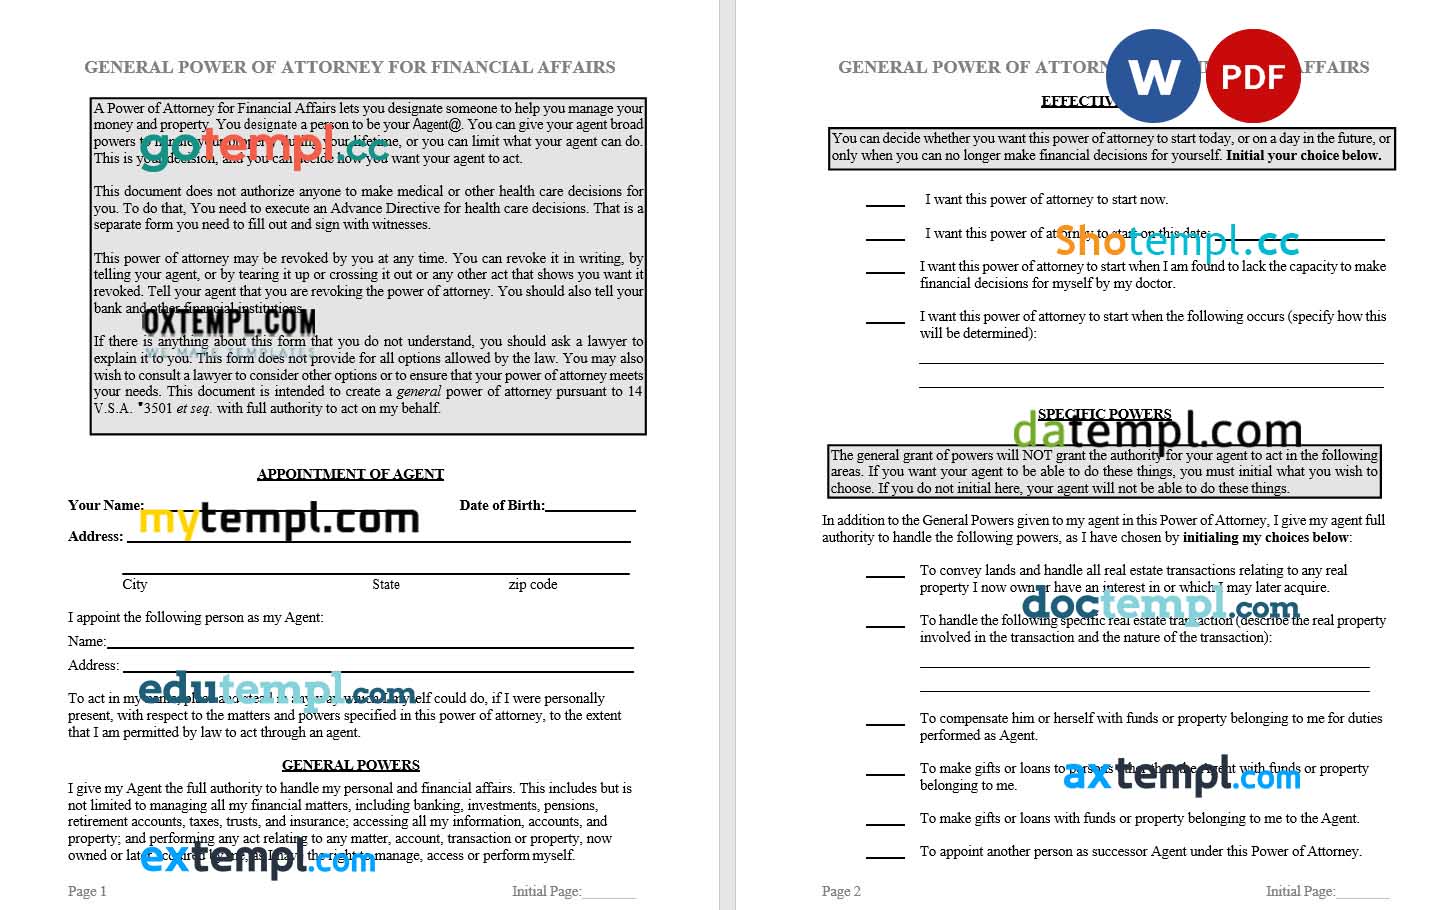 GENERAL POWER OF ATTORNEY FOR FINANCIAL AFFAIRS
A Power of Attorney for Financial Affairs lets you designate someone to help you manage your
money and property. You designate a person to be your Aagent@. You can give your agent broad
powers to your lifetime, or you can limit what your agent can do.
This is your decision, and you can decide how you want your agent to act.
gotempl.cc
This document does not authorize anyone to make medical or other health care decisions for
you. To do that, You need to execute an Advance Directive for health care decisions. That is a
separate form you need to fill out and sign with witnesses.
This power of attorney may be revoked by you at any time. You can revoke it in writing, by
telling your agent, or by tearing it up or crossing it out or any other act that shows you want it
revoked. Tell your agent that you are revoking the power of attorney. You should also tell your
bank and other financial institutions.
OXTEMPL.COM
WE MAKE TEMPLATES
If there is anything about this form that you do not understand, you should ask a lawyer to
explain it to you. This form does not provide for all options allowed by the law. You may also
wish to consult a lawyer to consider other options or to ensure that your power of attorney meets
your needs. This document is intended to create a general power of attorney pursuant to 14
V.S.A. "3501 et seq. with full authority to act on my behalf.
APPOINTMENT OF AGENT
Your Name: Date of Birth:
mytempl.com
Address:
City State zip code
I appoint the following person as my Agent:
Name:
Address:
edutempl.com
To act in my name, place and stead in any way which I myself could do, if I were personally
present, with respect to the matters and powers specified in this power of attorney, to the extent
that I am permitted by law to act through an agent.
GENERAL POWERS
I give my Agent the full authority to handle my personal and financial affairs. This includes but is
not limited to managing all my financial matters, including banking, investments, pensions,
retirement accounts, taxes, trusts, and insurance; accessing all my information, accounts, and
property; and performing any act relating to any matter, account, transaction or property, now
owned or later acquired by me, as I have the right to manage, access or perform myself.
extempl.com
Page 1 Initial Page:
GENERAL POWER OF ATTORN AFFAIRS
W PDF
EFFECTIV
You can decide whether you want this power of attorney to start today, or on a day in the future, or
only when you can no longer make financial decisions for yourself. Initial your choice below.
I want this power of attorney to start now.
I want this power of attorney to start on this date:
Shotempl.cc
I want this power of attorney to start when I am found to lack the capacity to make
financial decisions for myself by my doctor.
I want this power of attorney to start when the following occurs (specify how this
will be determined):
SPECIFIC POWERS
datempl.com
The general grant of powers will NOT grant the authority for your agent to act in the following
areas. If you want your agent to be able to do these things, you must initial what you wish to
choose. If you do not initial here, your agent will not be able to do these things.
In addition to the General Powers given to my agent in this Power of Attorney, I give my agent full
authority to handle the following powers, as I have chosen by initialing my choices below:
To convey lands and handle all real estate transactions relating to any real
property I now own or have an interest in or which I may later acquire.
doctempl.com
To handle the following specific real estate transaction (describe the real property
involved in the transaction and the nature of the transaction):
To compensate him or herself with funds or property belonging to me for duties
performed as Agent.
To make gifts or loans to persons other than the Agent with funds or property
belonging to me.
axtempl.com
To make gifts or loans with funds or property belonging to me to the Agent.
To appoint another person as successor Agent under this Power of Attorney.
Page 2 Initial Page: